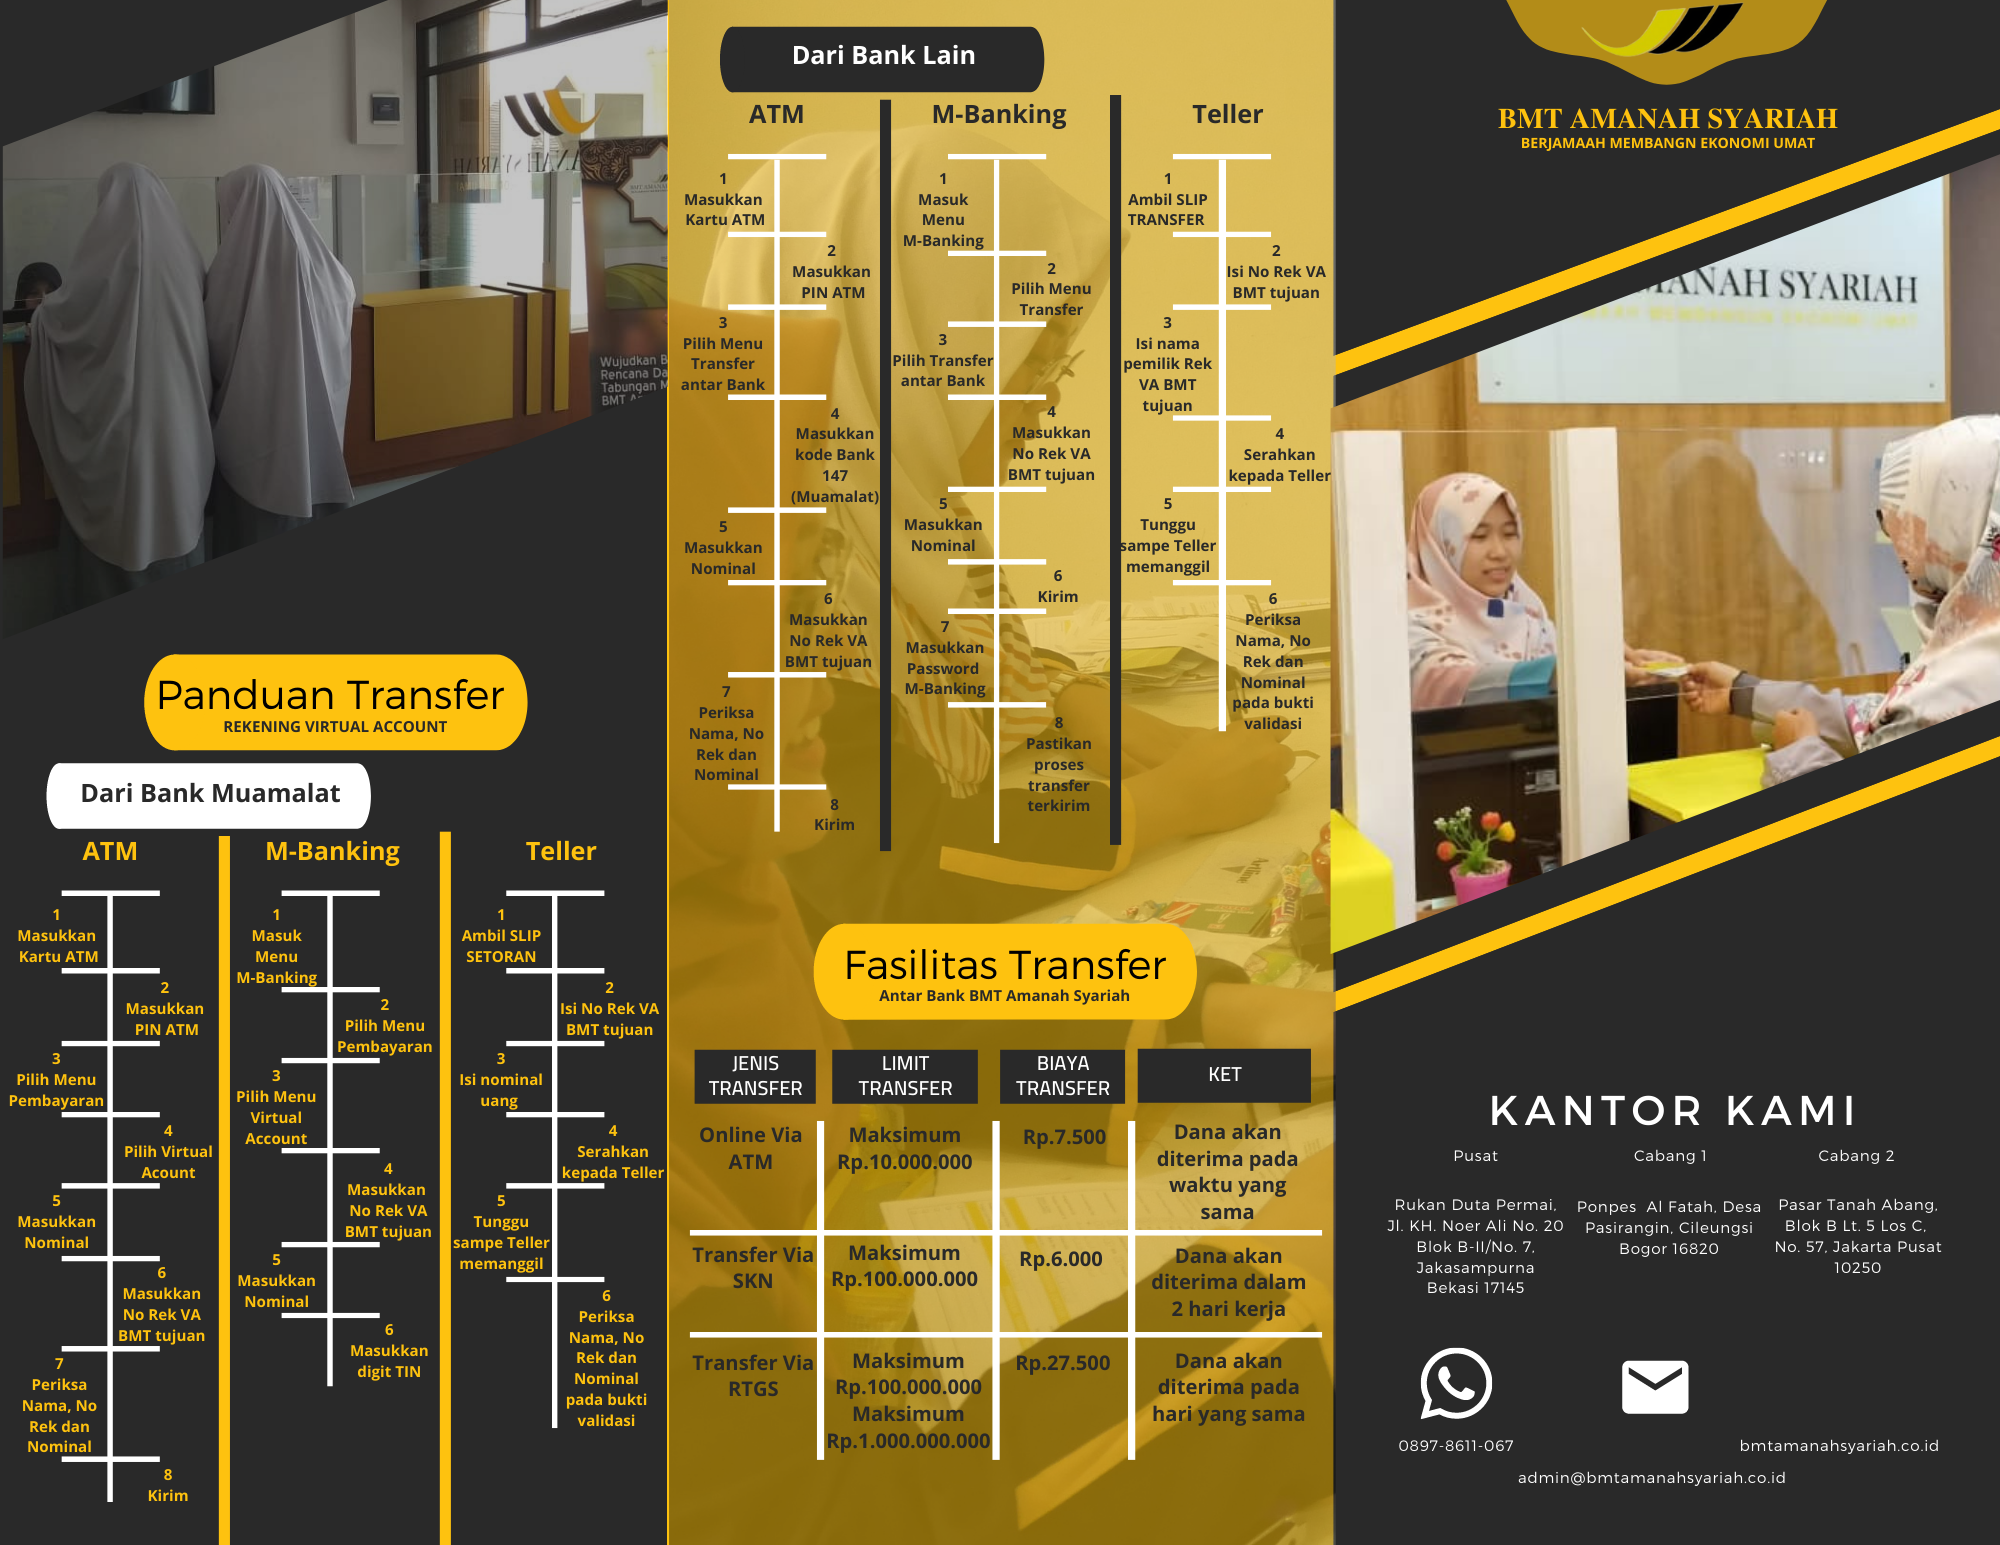 Wujudkan B
Rencana Da
Tabungan M
Panduan Transfer
REKENING VIRTUAL ACCOUNT
Dari Bank Muamalat
ATM
1
Masukkan
Kartu ATM
2
Masukkan
PIN ATM
3
Pilih Menu
Pembayaran
4
Pilih Virtual
Acount
5
Masukkan
Nominal
6
Masukkan
No Rek VA
BMT tujuan
7
Periksa
Nama, No
Rek dan
Nominal
8
Kirim
M-Banking
1
Masuk
Menu
M-Banking
2
Pilih Menu
Pembayaran
3
Pilih Menu
Virtual
Account
4
Masukkan
No Rek VA
BMT tujuan
5
Masukkan
Nominal
6
Masukkan
digit TIN
Teller
1
Ambil SLIP
SETORAN
2
Isi No Rek VA
BMT tujuan
3
Isi nominal
uang
4
Serahkan
kepada Teller
5
Tunggu
sampe Teller
memanggil
6
Periksa
Nama, No
Rek dan
Nominal
pada bukti
validasi
Dari Bank Lain
ATM
1
Masukkan
Kartu ATM
2
Masukkan
PIN ATM
3
Pilih Menu
Transfer
antar Bank
4
Masukkan
kode Bank
147
(Muamalat)
5
Masukkan
Nominal
6
Masukkan
No Rek VA
BMT tujuan
7
Periksa
Nama, No
Rek dan
Nominal
8
Kirim
M-Banking
1
Masuk
Menu
M-Banking
2
Pilih Menu
Transfer
3
Pilih Transfer
antar Bank
4
Masukkan
No Rek VA
BMT tujuan
5
Masukkan
Nominal
6
Kirim
7
Masukkan
Password
M-Banking
8
Pastikan
proses
transfer
terkirim
Teller
1
Ambil SLIP
TRANSFER
2
Isi No Rek VA
BMT tujuan
3
Isi nama
pemilik Rek
VA BMT
tujuan
4
Serahkan
kepada Teller
5
Tunggu
sampe Teller
memanggil
6
Periksa
Nama, No
Rek dan
Nominal
pada bukti
validasi
Fasilitas Transfer
Antar Bank BMT Amanah Syariah
JENIS
TRANSFER
LIMIT
TRANSFER
BIAYA
TRANSFER
KET
Online Via
ATM
Maksimum
Rp.10.000.000
Rp.7.500
Dana akan
diterima pada
waktu yang
sama
Transfer Via
SKN
Maksimum
Rp.100.000.000
Rp.6.000
Dana akan
diterima dalam
2 hari kerja
Transfer Via
RTGS
Maksimum
Rp.100.000.000
Maksimum
Rp.1.000.000.000
Rp.27.500
Dana akan
diterima pada
hari yang sama
BMT AMANAH SYARIAH
BERJAMAAH MEMBANGN EKONOMI UMAT
MANAH SYARIAH
KANTOR KAMI
Pusat
Rukan Duta Permai,
Jl. KH. Noer Ali No. 20
Blok B-II/No. 7,
Jakasampurna
Bekasi 17145
Cabang 1
Ponpes Al Fatah, Desa
Pasirangin, Cileungsi
Bogor 16820
Cabang 2
Pasar Tanah Abang,
Blok B Lt. 5 Los C,
No. 57, Jakarta Pusat
10250
0897-8611-067
bmtamanahsyariah.co.id
admin@bmtamanahsyariah.co.id